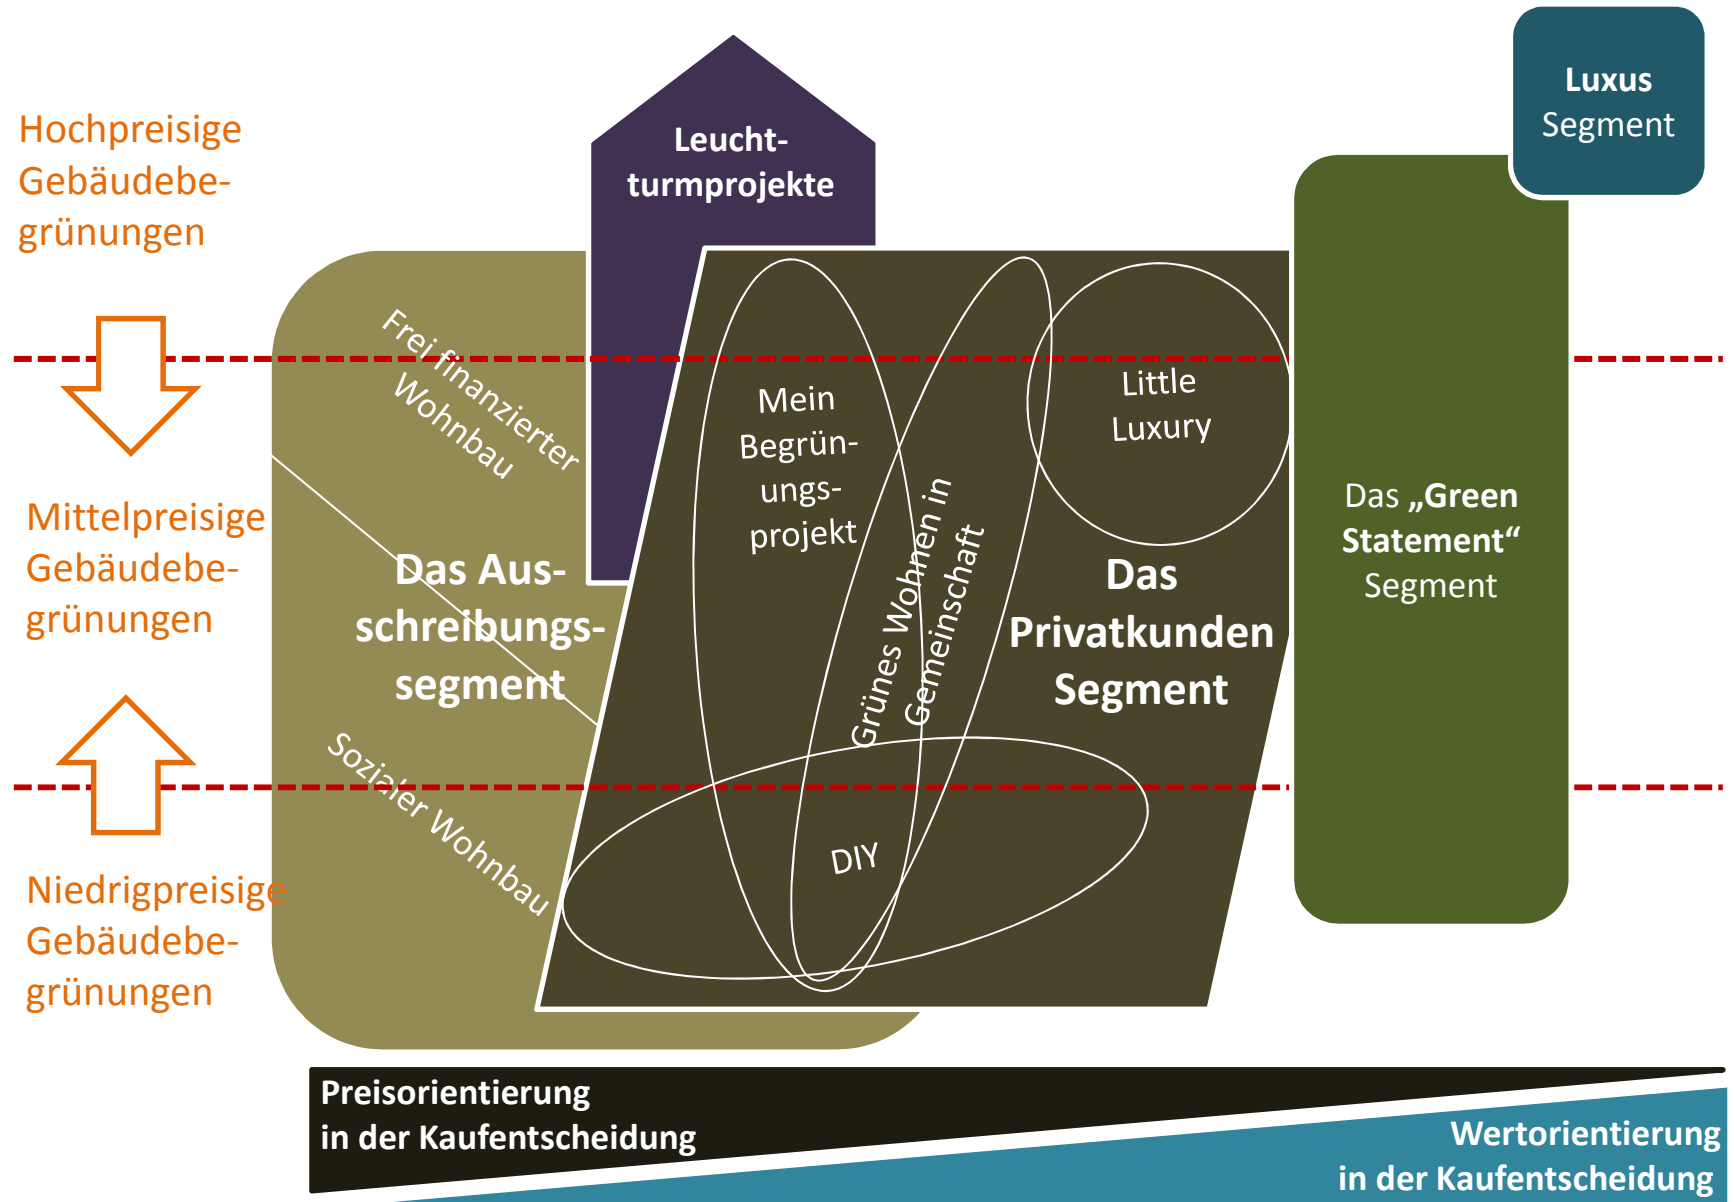 Luxus
Segment
Hochpreisige
Gebäudebe-
grünungen
Leucht-
turmprojekte
Frei finanzierter
Wohnbau
Mein
Begrün-
ungs-
projekt
Little
Luxury
Mittelpreisige
Gebäudebe-
grünungen
Das Aus-
schreibungs-
segment
Grünes Wohnen in
Gemeinschaft
Das
Privatkunden
Segment
Das „Green
Statement“
Segment
Sozialer Wohnbau
DIY
Niedrigpreisige
Gebäudebe-
grünungen
Preisorientierung
in der Kaufentscheidung
Wertorientierung
in der Kaufentscheidung